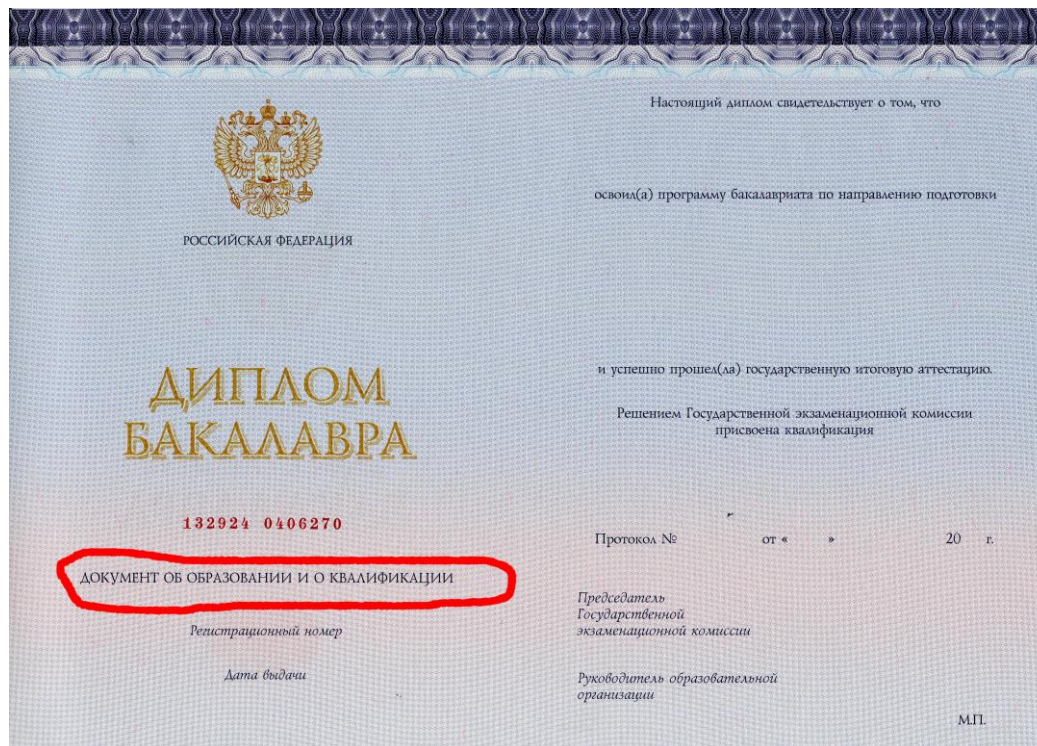 РОССИЙСКАЯ ФЕДЕРАЦИЯ
ДИПЛОМ
БАКАЛАВРА
132924 0406270
ДОКУМЕНТ ОБ ОБРАЗОВАНИИ И О КВАЛИФИКАЦИИ
Регистрационный номер
Дата выдачи
Настоящий диплом свидетельствует о том, что
освоил(а) программу бакалавриата по направлению подготовки
и успешно прошел(ла) государственную итоговую аттестацию.
Решением Государственной экзаменационной комиссии
присвоена квалификация
Протокол № от « » 20 г.
Председатель
Государственной
экзаменационной комиссии
Руководитель образовательной
организации
М.П.